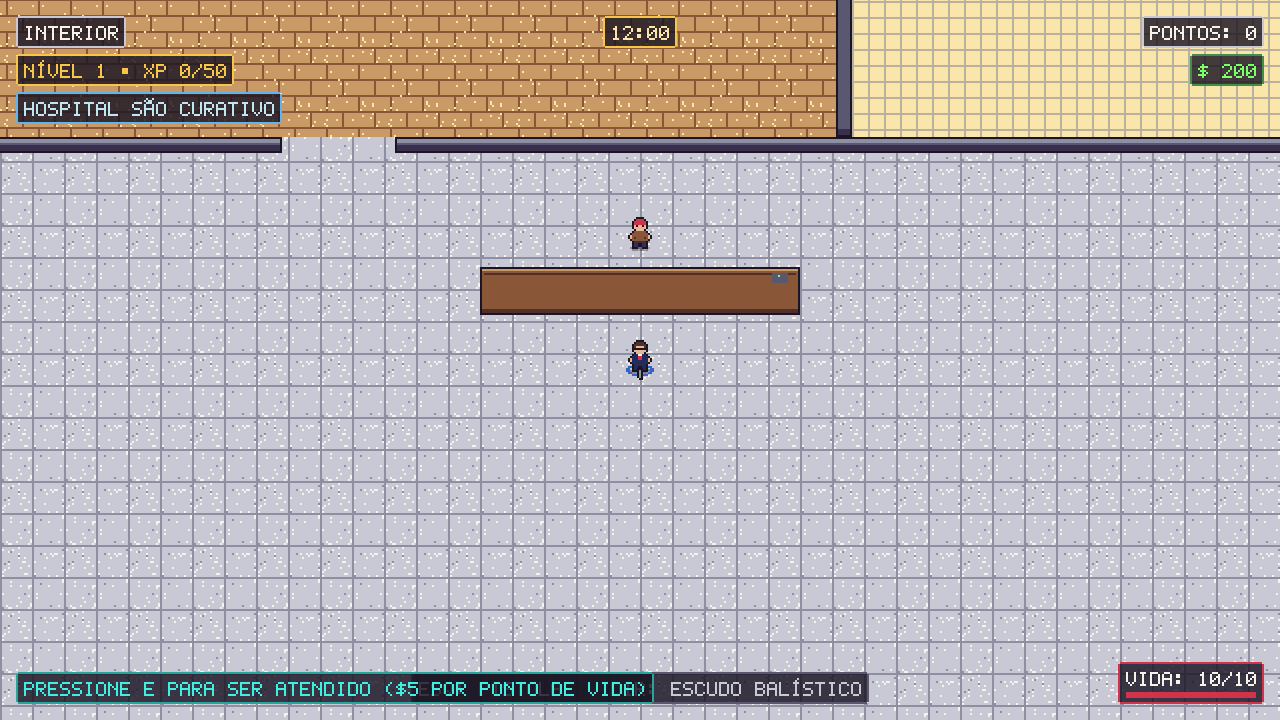 INTERIOR
12:00
PONTOS: 0
NÍVEL 1 ▪ XP 0/50
$ 200
HOSPITAL SÃO CURATIVO
PRESSIONE E PARA SER ATENDIDO ($5 POR PONTO DE VIDA)
ESCUDO BALÍSTICO
VIDA: 10/10